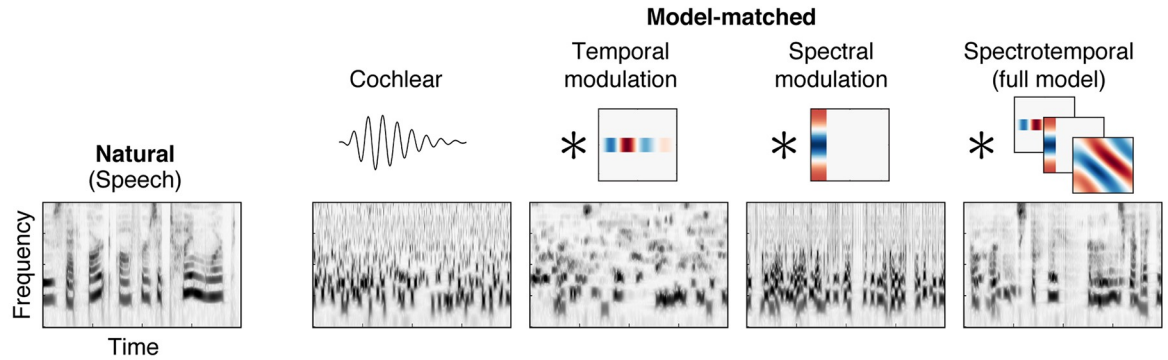 Model-matched
Temporal
modulation
Spectral
modulation
Spectrotemporal
(full model)
Cochlear
*
*
*
Natural
(Speech)
Frequency
Time